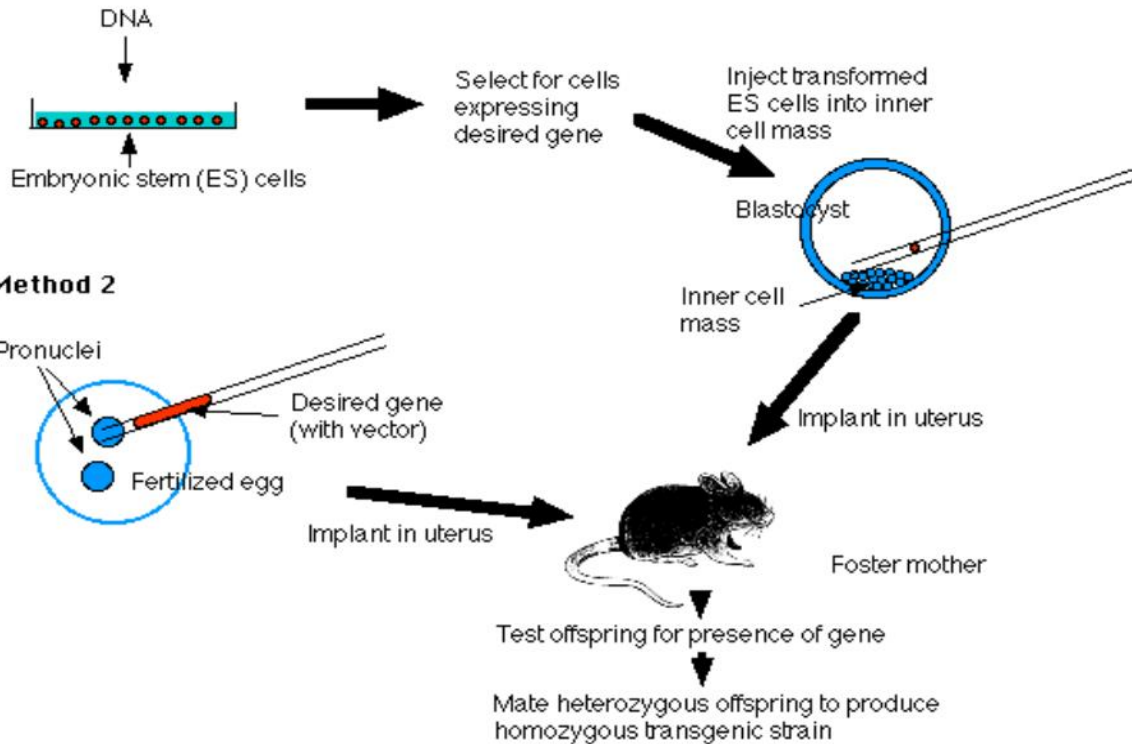 DNA
Embryonic stem (ES) cells
Select for cells
expressing
desired gene
Inject transformed
ES cells into inner
cell mass
Blastocyst
Inner cell
mass
Implant in uterus
Method 2
Pronuclei
Desired gene
(with vector)
Fertilized egg
Implant in uterus
Foster mother
Test offspring for presence of gene
Mate heterozygous offspring to produce
homozygous transgenic strain